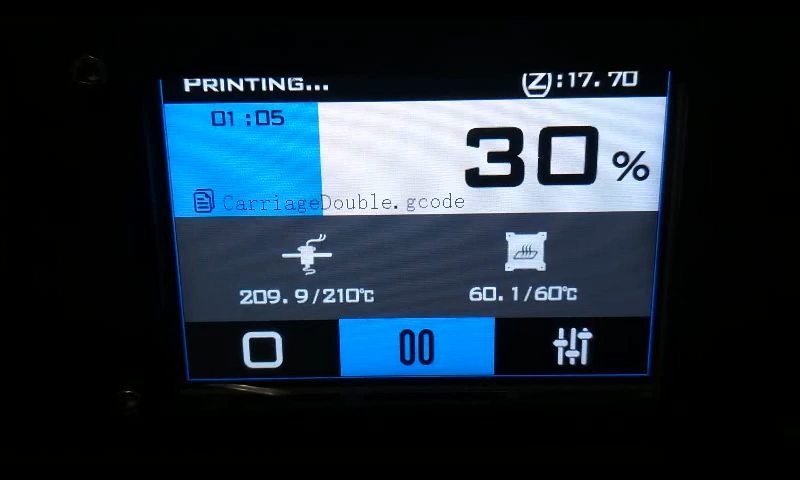 PRINTING...
Z:17.70
01:05
30%
CarriageDouble.gcode
209.9/210℃
60.1/60℃